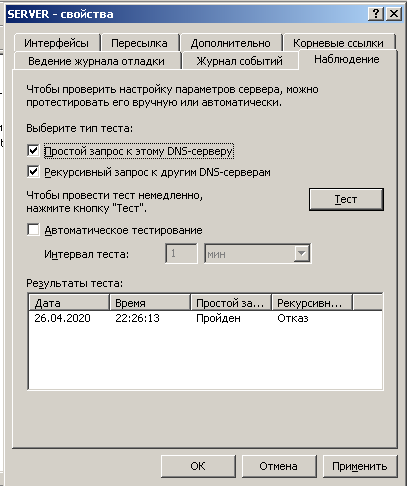 SERVER - свойства
Интерфейсы Пересылка Дополнительно Корневые ссылки
Ведение журнала отладки Журнал событий Наблюдение
Чтобы проверить настройку параметров сервера, можно
протестировать его вручную или автоматически.
Выберите тип теста:
Простой запрос к этому DNS-серверу
Рекурсивный запрос к другим DNS-серверам
Чтобы провести тест немедленно,
нажмите кнопку "Тест".
Тест
Автоматическое тестирование
Интервал теста: 1 мин
Результаты теста:
Дата Время Простой за... Рекурсивн...
26.04.2020 22:26:13 Пройден Отказ
ОК Отмена Применить